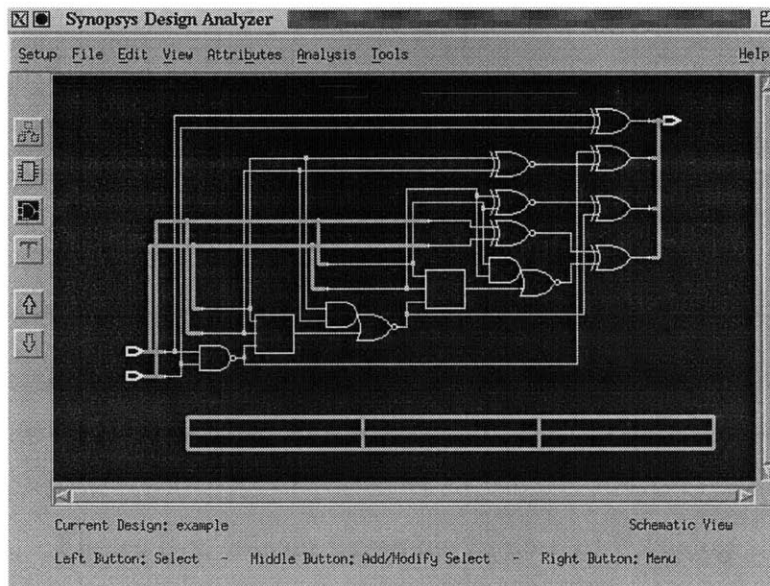 Synopsys Design Analyzer
Setup File Edit View Attributes Analysis Tools Help
T
Current Design: example Schematic View
Left Button: Select - Middle Button: Add/Modify Select - Right Button: Menu